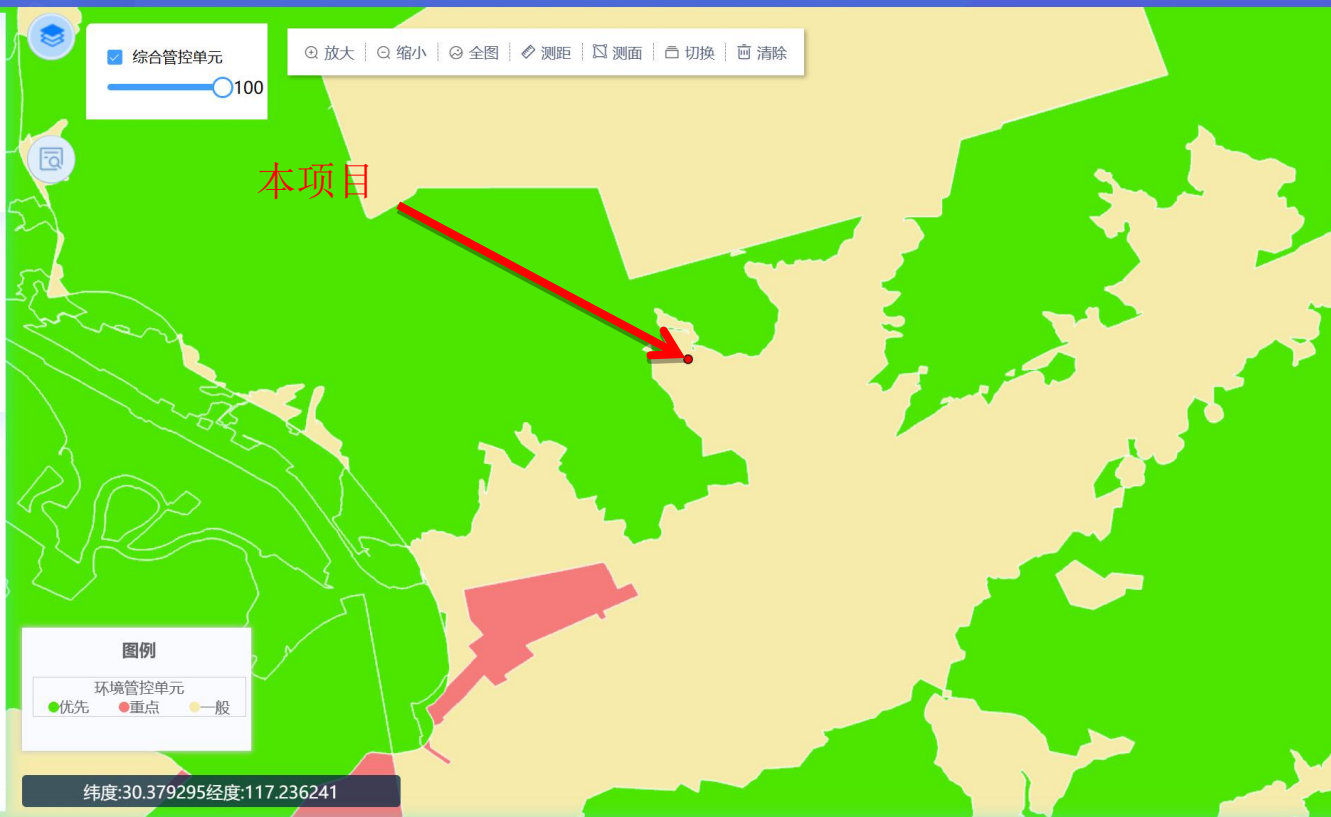 综合管控单元
100
放大 缩小 全图 测距 测面 切换 清除
本项目
图例
环境管控单元
优先 重点 一般
纬度:30.379295经度:117.236241